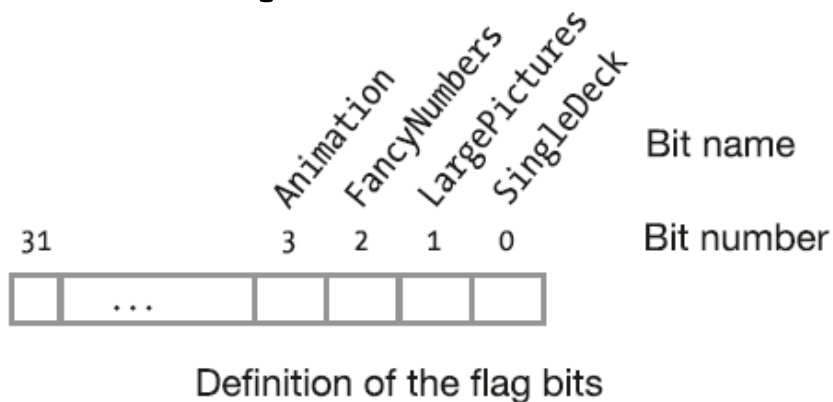 Animation FancyNumbers LargePictures SingleDeck
Bit name
31 3 2 1 0 Bit number
...
Definition of the flag bits